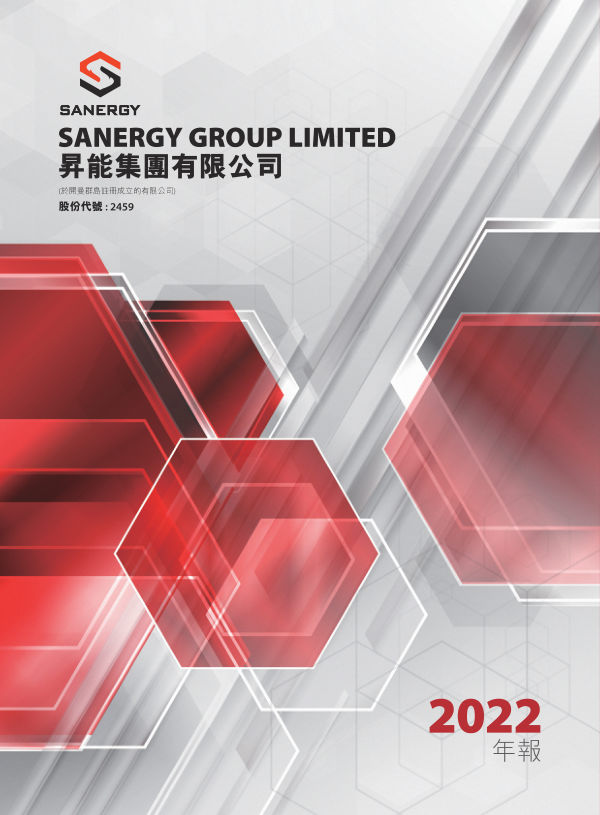 SANERGY
SANERGY GROUP LIMITED
昇能集團有限公司
(於開曼群島註冊成立的有限公司)
股份代號 : 2459
2022
年報